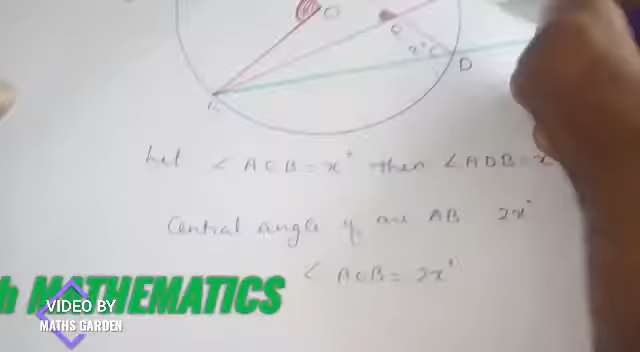 O
x°
D
Let ∠ ACB = x° then ∠ADB = x
Central angle of arc AB 2x°
∠ AOB = 2x°
h MATHEMATICS
VIDEO BY
MATHS GARDEN